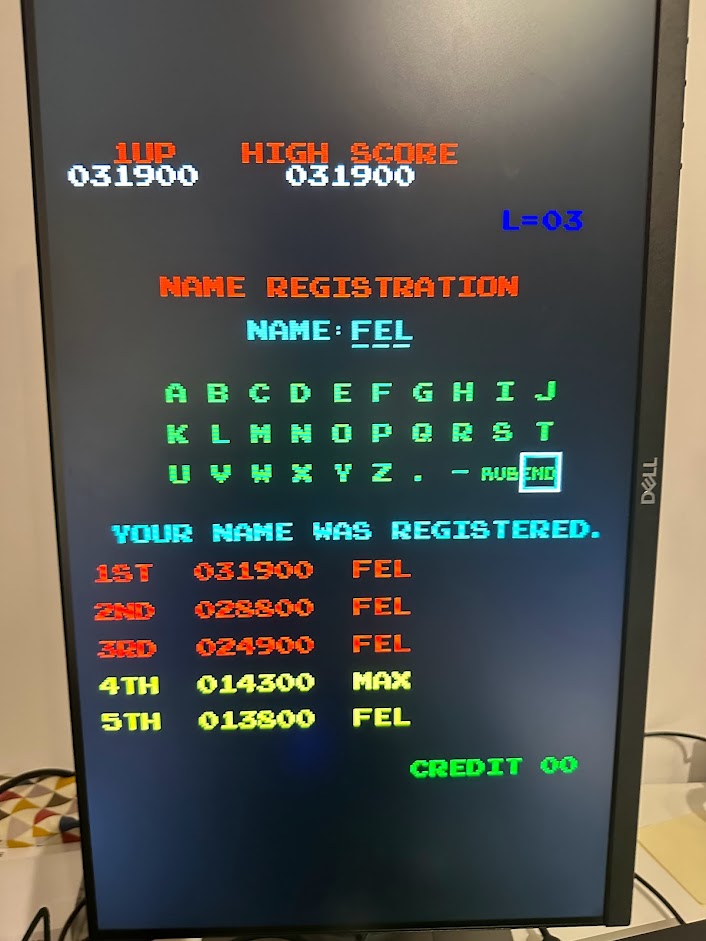 1UP HIGH SCORE
031900 031900
L=03
NAME REGISTRATION
NAME:FEL
A B C D E F G H I J
K L M N O P Q R S T
U V W X Y Z . - RUB END
YOUR NAME WAS REGISTERED.
1ST 031900 FEL
2ND 028800 FEL
3RD 024900 FEL
4TH 014300 MAX
5TH 013800 FEL
CREDIT 00
DELL